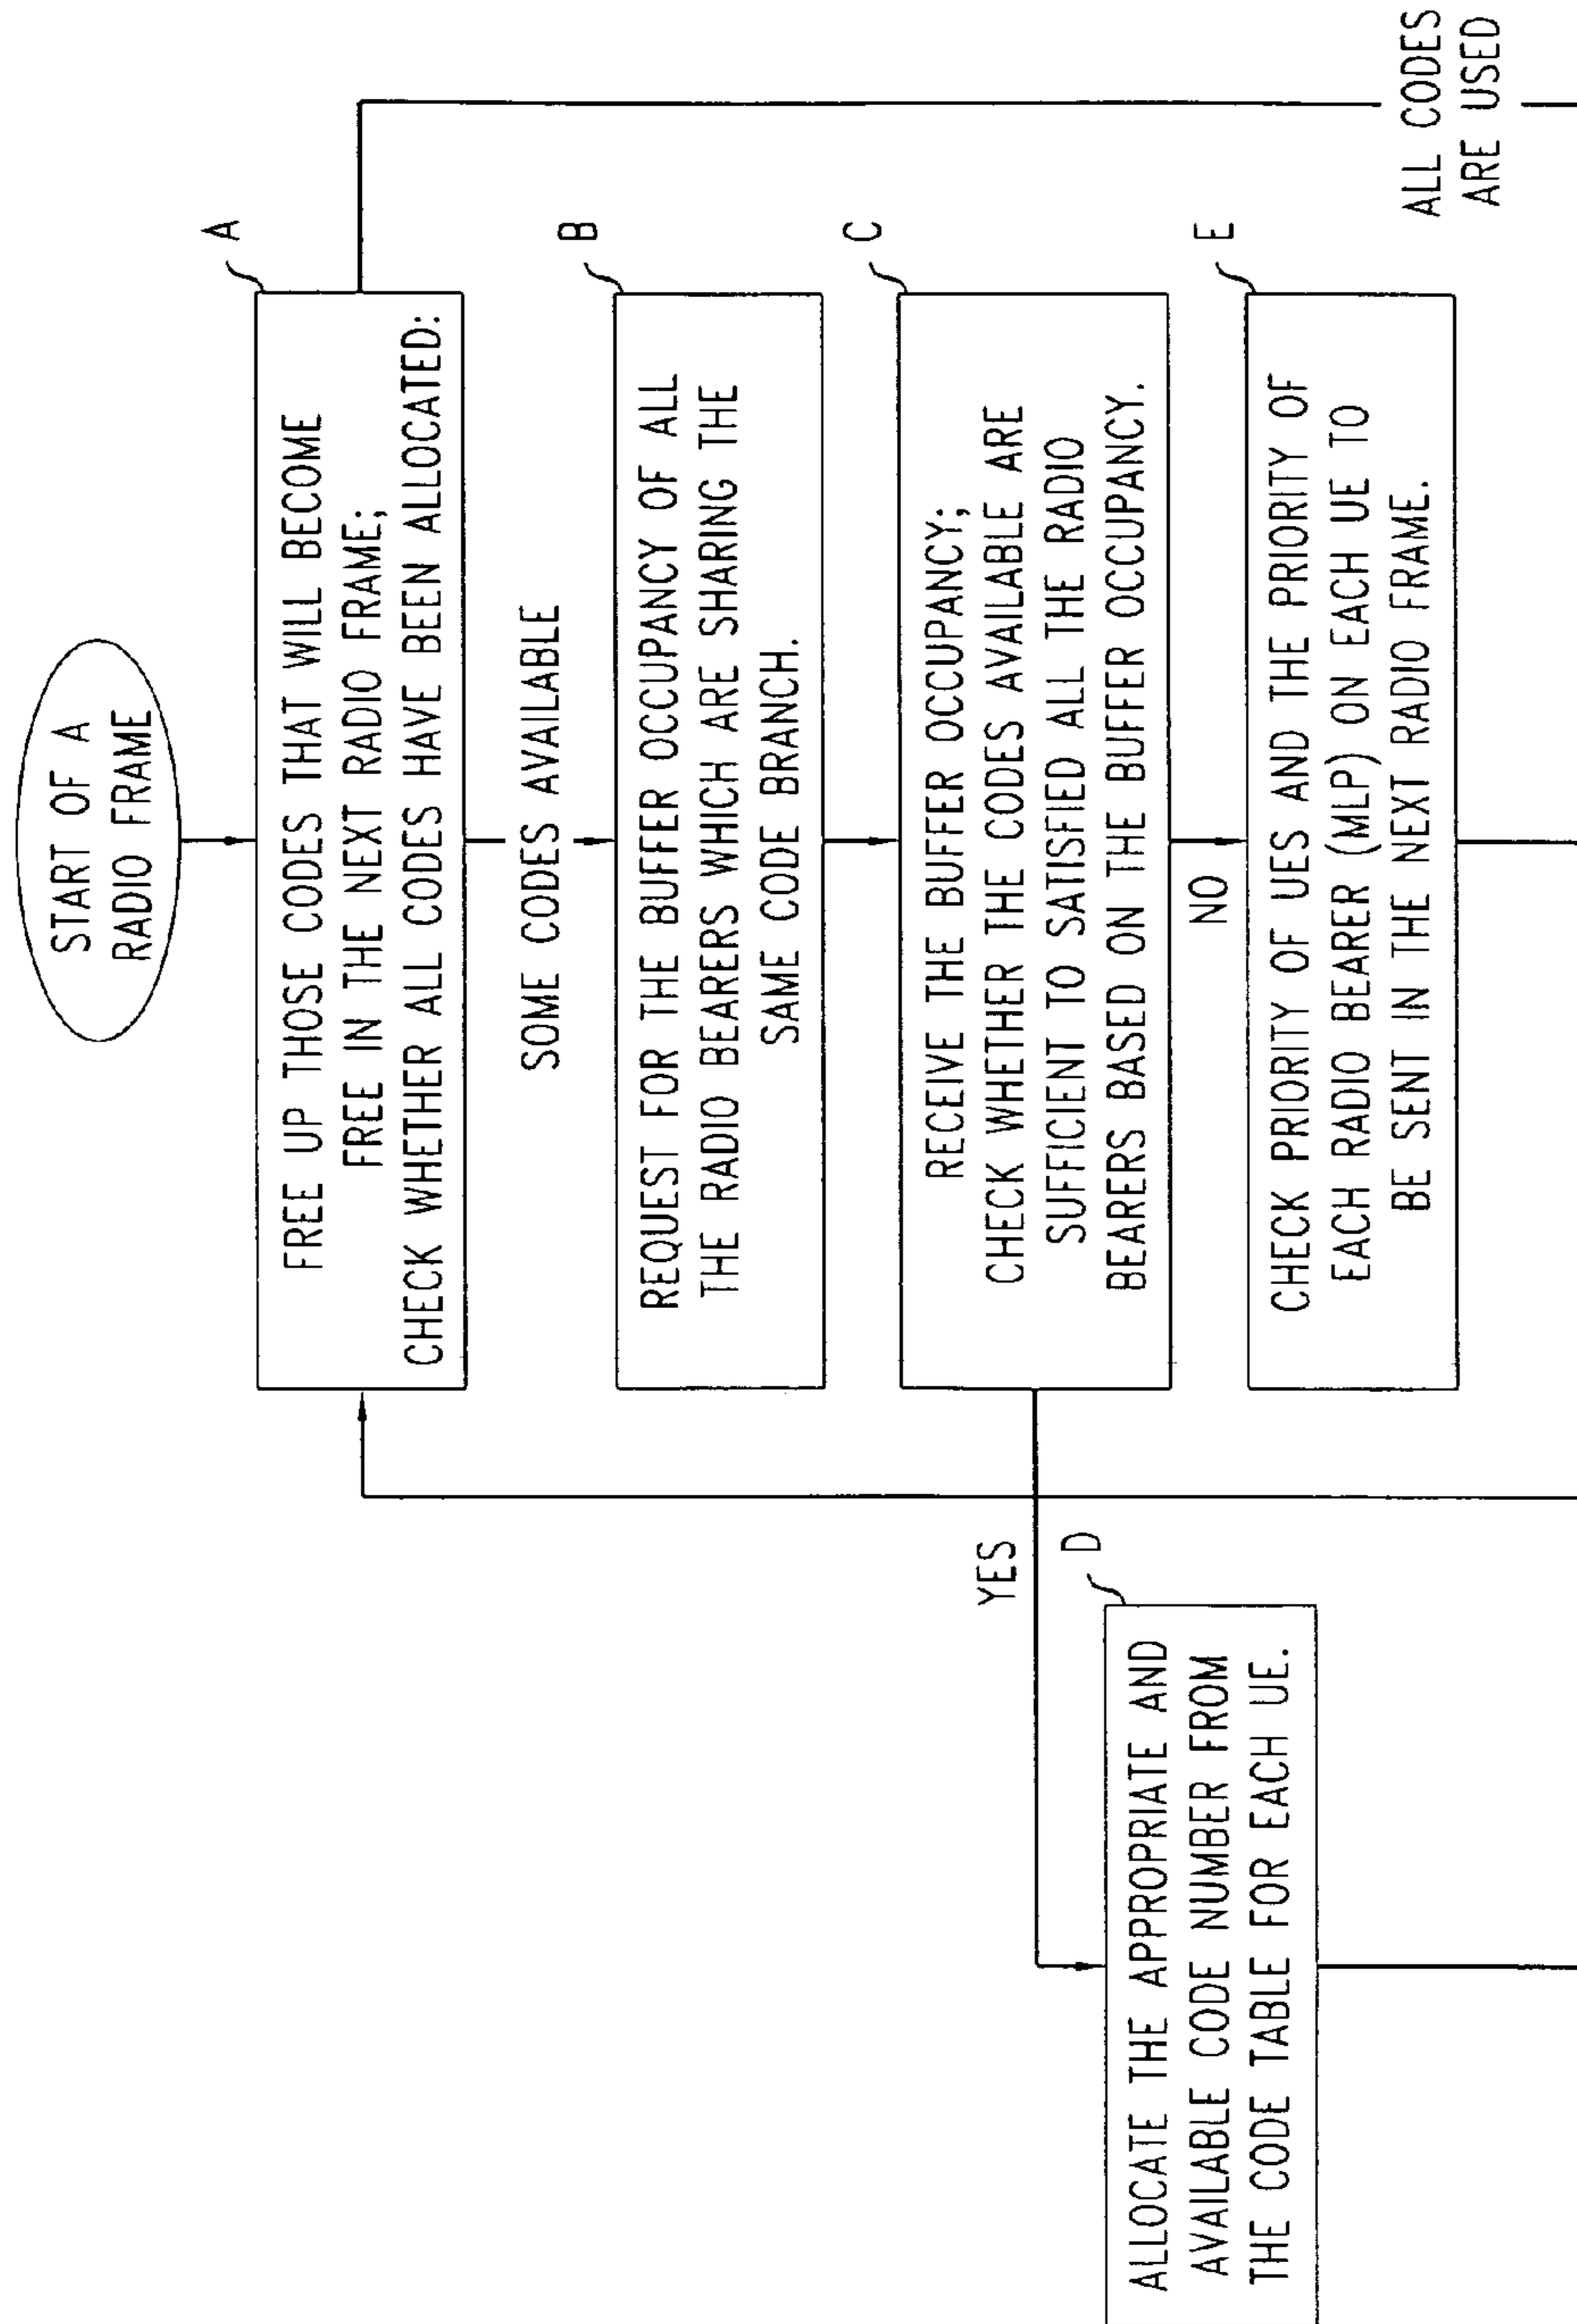 START OF A
RADIO FRAME
A
FREE UP THOSE CODES THAT WILL BECOME
FREE IN THE NEXT RADIO FRAME;
CHECK WHETHER ALL CODES HAVE BEEN ALLOCATED:
SOME CODES AVAILABLE
B
REQUEST FOR THE BUFFER OCCUPANCY OF ALL
THE RADIO BEARERS WHICH ARE SHARING THE
SAME CODE BRANCH.
C
RECEIVE THE BUFFER OCCUPANCY;
CHECK WHETHER THE CODES AVAILABLE ARE
SUFFICIENT TO SATISFIED ALL THE RADIO
BEARERS BASED ON THE BUFFER OCCUPANCY.
YES
NO
D
ALLOCATE THE APPROPRIATE AND
AVAILABLE CODE NUMBER FROM
THE CODE TABLE FOR EACH UE.
E
CHECK PRIORITY OF UES AND THE PRIORITY OF
EACH RADIO BEARER (MLP) ON EACH UE TO
BE SENT IN THE NEXT RADIO FRAME.
ALL CODES
ARE USED